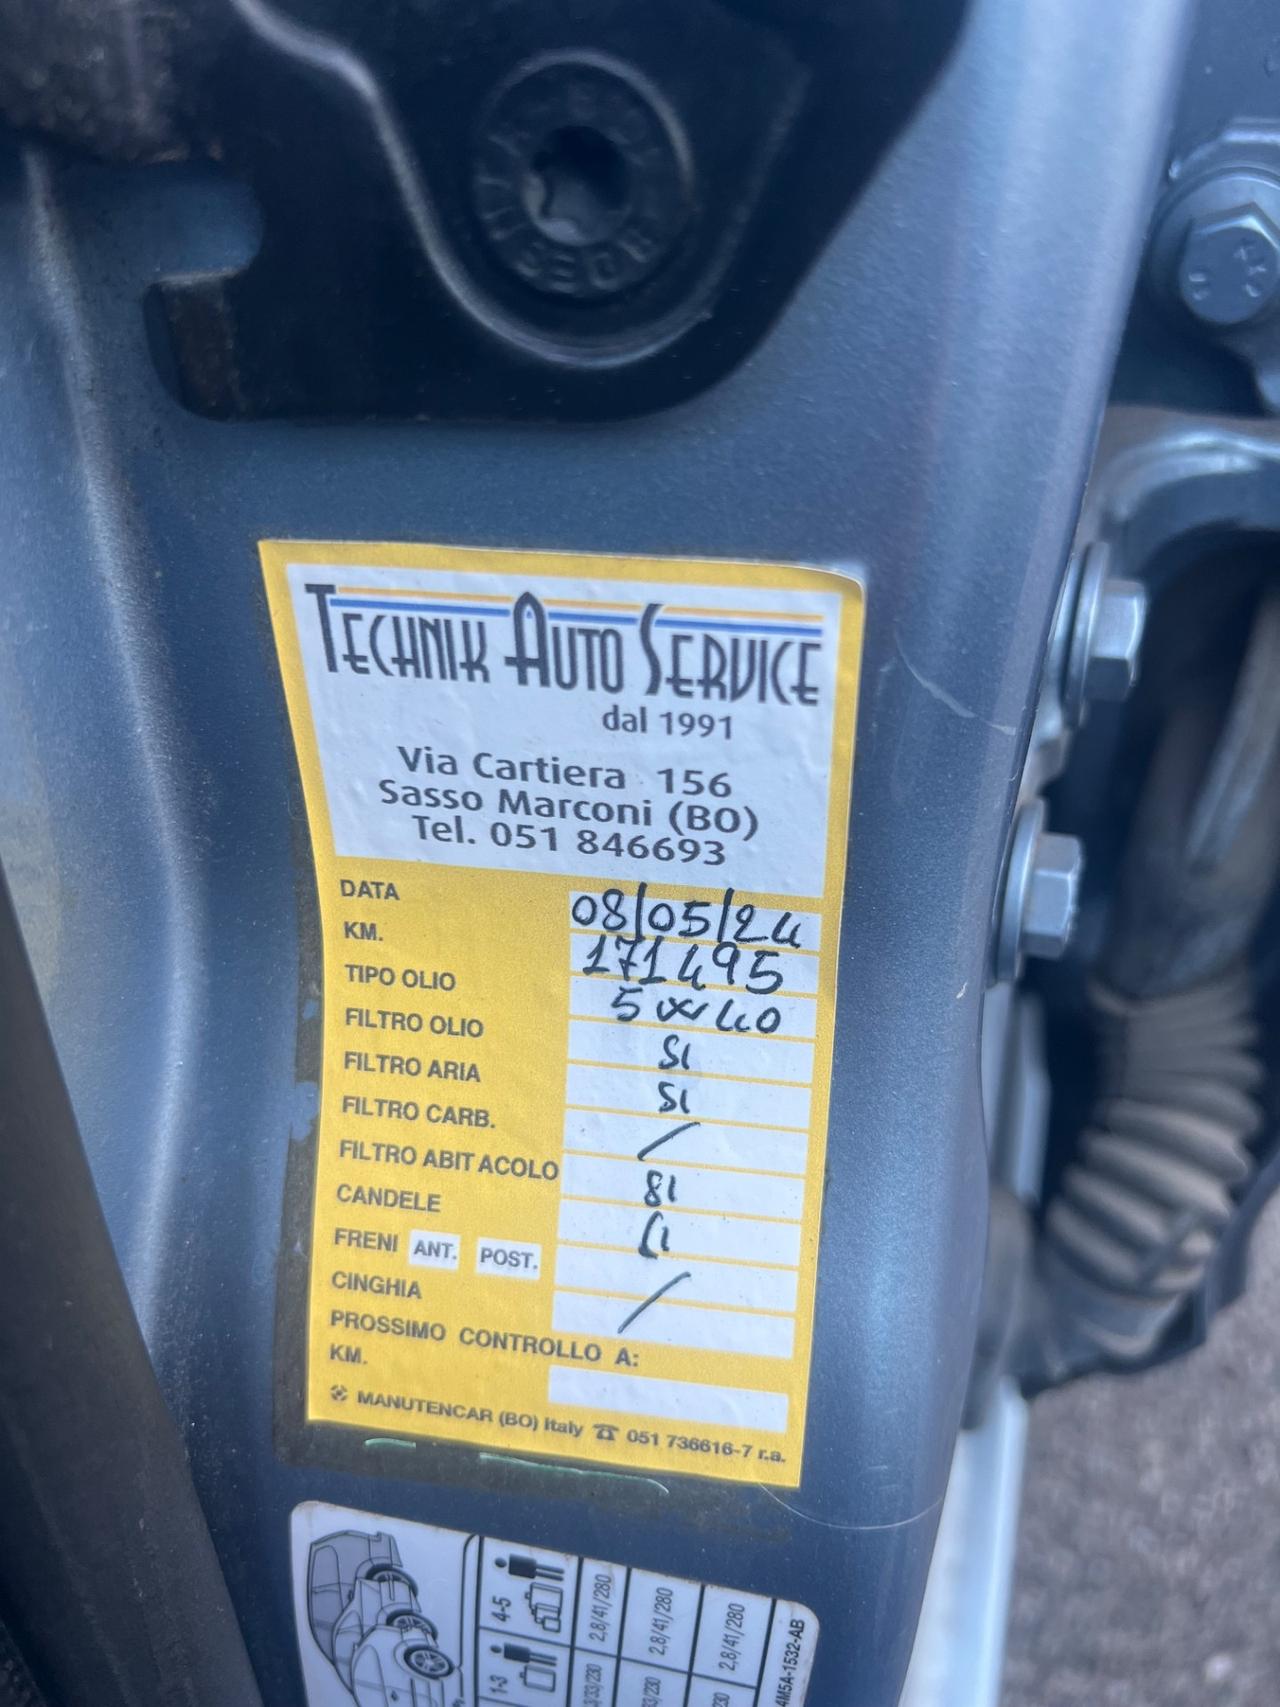 TECHNIK AUTO SERVICE
dal 1991
Via Cartiera 156
Sasso Marconi (BO)
Tel. 051 846693
DATA 08/05/24
KM. 171495
TIPO OLIO 5W40
FILTRO OLIO SI
FILTRO ARIA SI
FILTRO CARB. /
FILTRO ABITACOLO SI
CANDELE SI
FRENI ANT. POST.
CINGHIA /
PROSSIMO CONTROLLO A:
KM.
MANUTENCAR (BO) Italy ☎ 051 736616-7 r.a.
4-5 2,8/41/280 2,8/41/280 2,8/41/280
1-3
4M5A-1532-AB